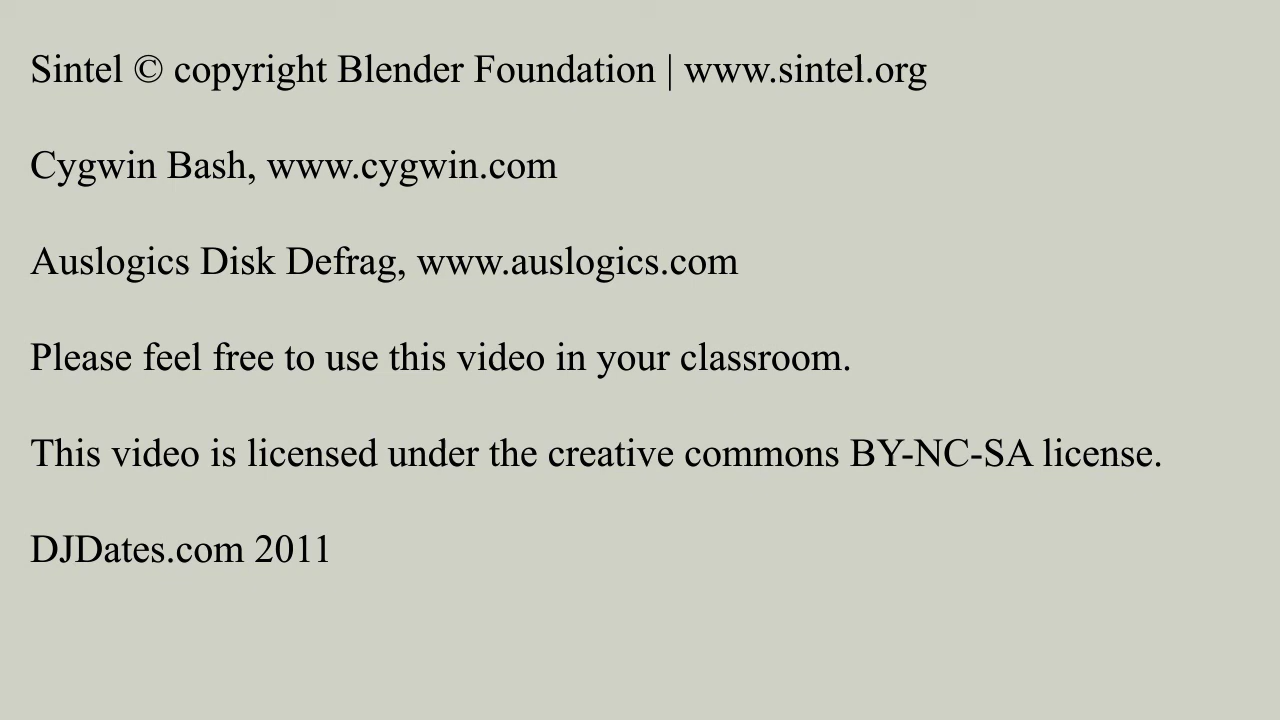 Sintel © copyright Blender Foundation | www.sintel.org
Cygwin Bash, www.cygwin.com
Auslogics Disk Defrag, www.auslogics.com
Please feel free to use this video in your classroom.
This video is licensed under the creative commons BY-NC-SA license.
DJDates.com 2011